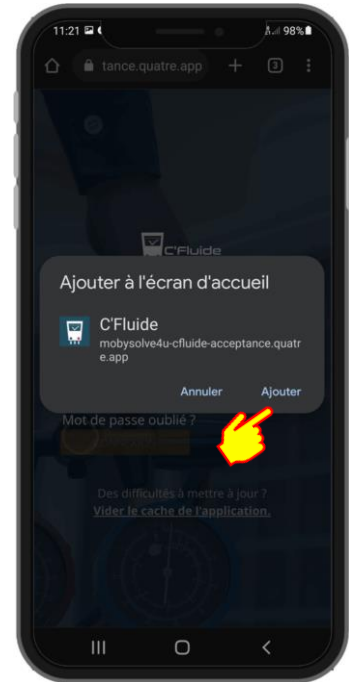 11:21
98%
tance.quatre.app
3
C'Fluide
Ajouter à l'écran d'accueil
C'Fluide
mobysolve4u-cfluide-acceptance.quatr
e.app
Annuler Ajouter
Mot de passe oublié ?
Des difficultés à mettre à jour ?
Vider le cache de l'application.